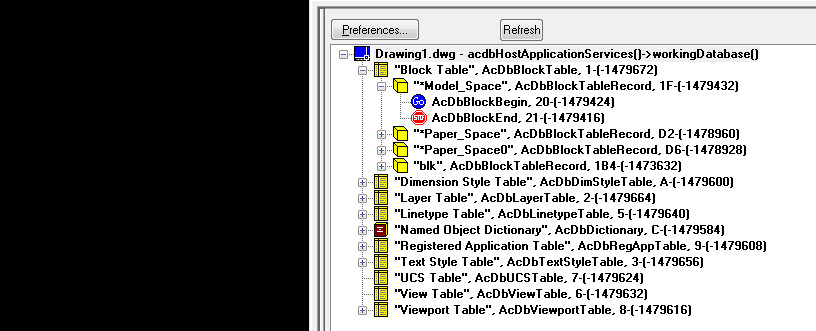 Preferences... Refresh
Drawing1.dwg - acdbHostApplicationServices()->workingDatabase()
"Block Table", AcDbBlockTable, 1-(-1479672)
"*Model_Space", AcDbBlockTableRecord, 1F-(-1479432)
Go AcDbBlockBegin, 20-(-1479424)
STOP AcDbBlockEnd, 21-(-1479416)
"*Paper_Space", AcDbBlockTableRecord, D2-(-1478960)
"*Paper_Space0", AcDbBlockTableRecord, D6-(-1478928)
"blk", AcDbBlockTableRecord, 1B4-(-1473632)
"Dimension Style Table", AcDbDimStyleTable, A-(-1479600)
"Layer Table", AcDbLayerTable, 2-(-1479664)
"Linetype Table", AcDbLinetypeTable, 5-(-1479640)
"Named Object Dictionary", AcDbDictionary, C-(-1479584)
"Registered Application Table", AcDbRegAppTable, 9-(-1479608)
"Text Style Table", AcDbTextStyleTable, 3-(-1479656)
"UCS Table", AcDbUCSTable, 7-(-1479624)
"View Table", AcDbViewTable, 6-(-1479632)
"Viewport Table", AcDbViewportTable, 8-(-1479616)